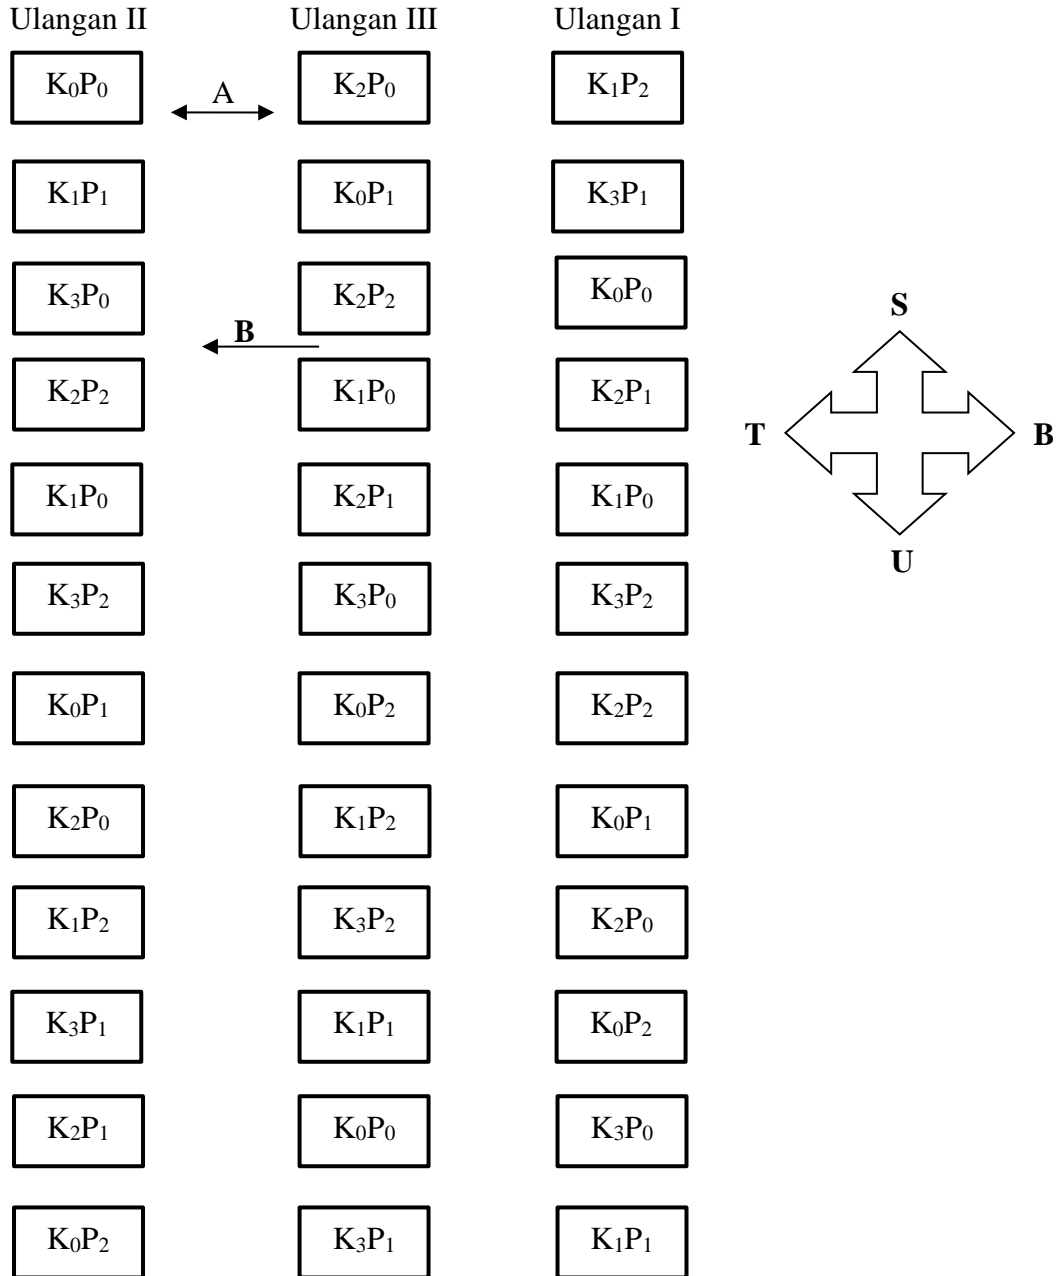 Ulangan II Ulangan III Ulangan I
K₀P₀ A K₂P₀ K₁P₂
K₁P₁ K₀P₁ K₃P₁
K₃P₀ K₂P₂ K₀P₀
S
B
K₂P₂ K₁P₀ K₂P₁
T B
K₁P₀ K₂P₁ K₁P₀
U
K₃P₂ K₃P₀ K₃P₂
K₀P₁ K₀P₂ K₂P₂
K₂P₀ K₁P₂ K₀P₁
K₁P₂ K₃P₂ K₂P₀
K₃P₁ K₁P₁ K₀P₂
K₂P₁ K₀P₀ K₃P₀
K₀P₂ K₃P₁ K₁P₁